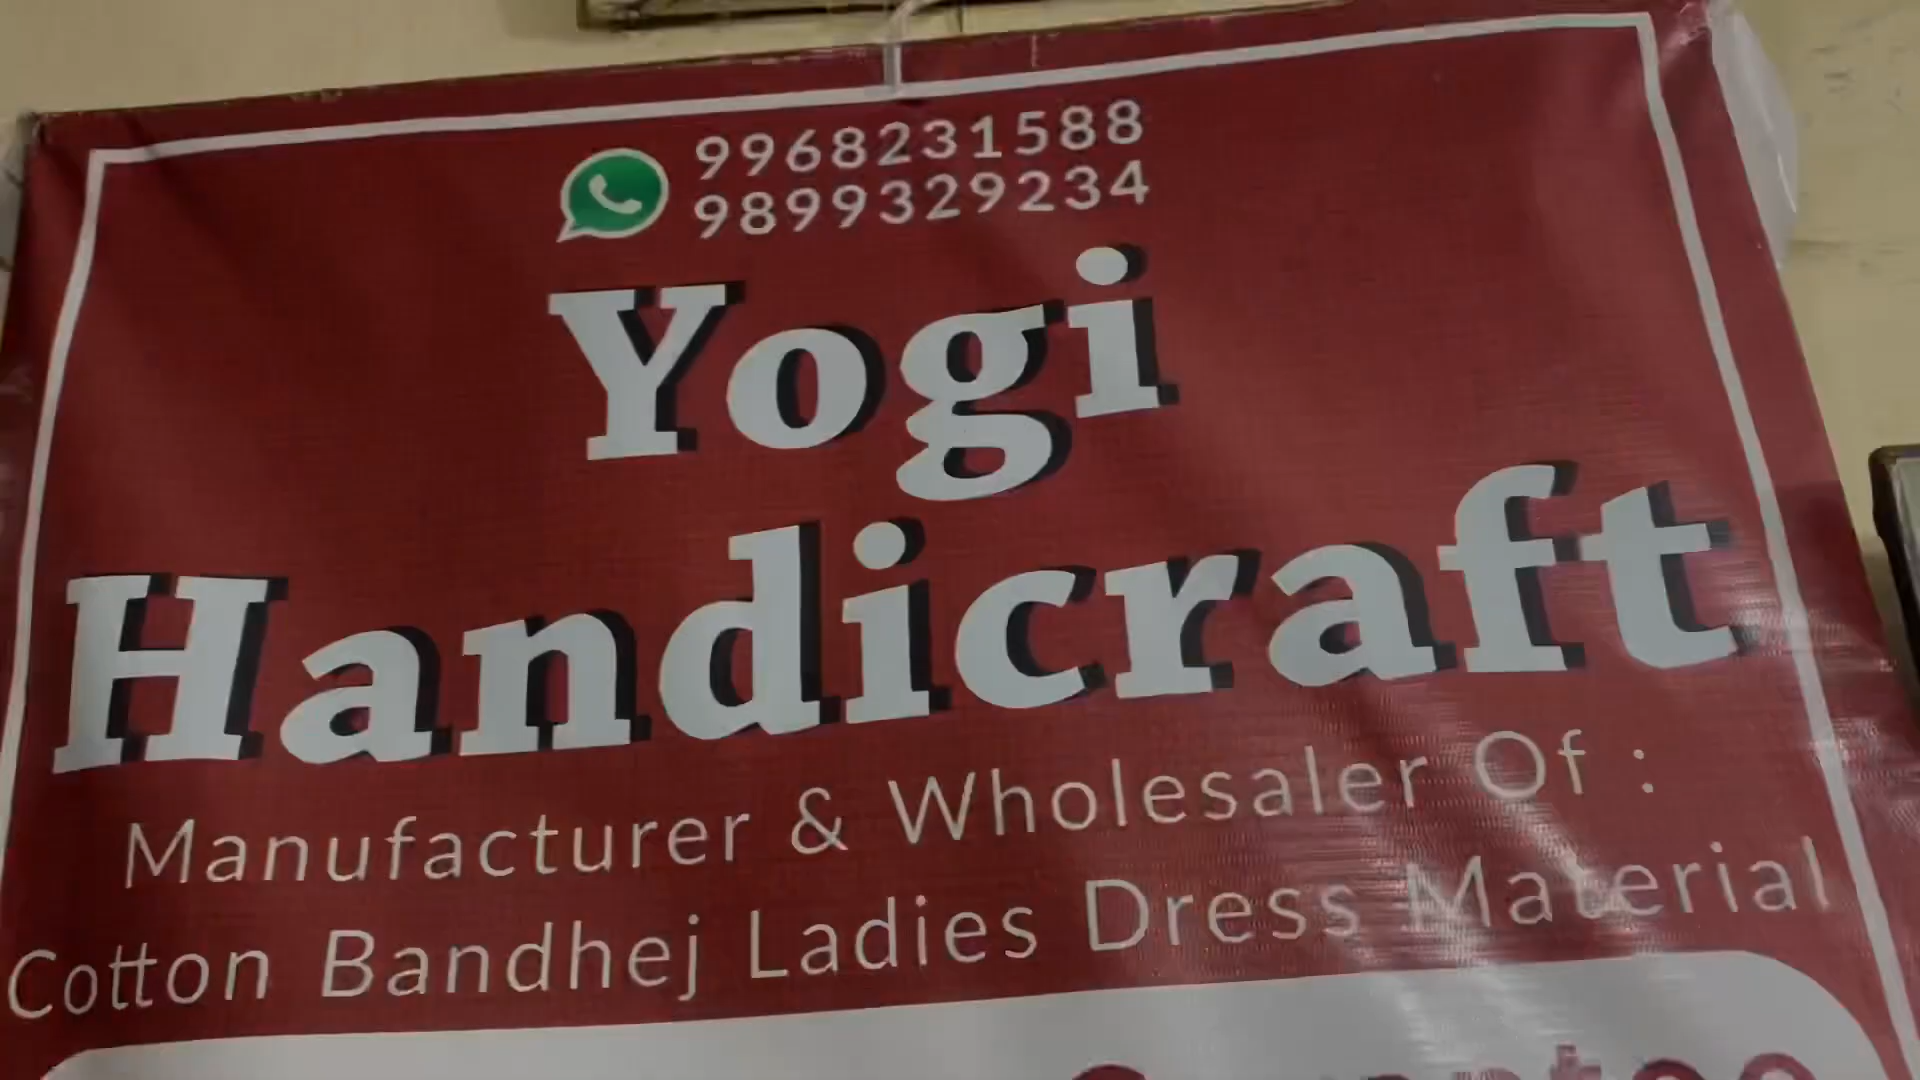 9968231588
9899329234
Yogi
Handicraft
Manufacturer & Wholesaler Of :
Cotton Bandhej Ladies Dress Material